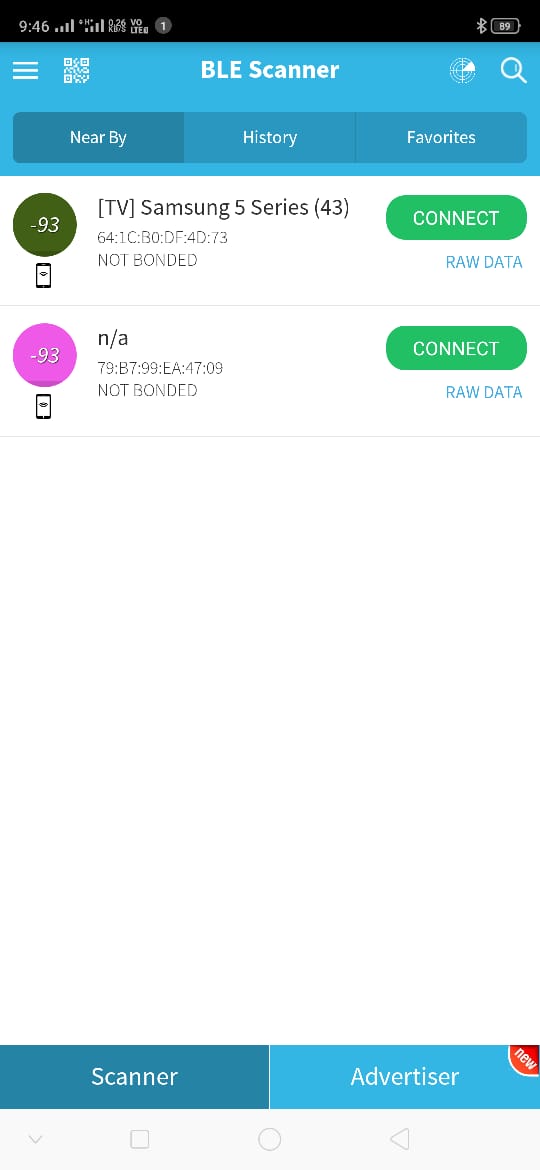 9:46 0.26 KB/S VO LTE 1 89
BLE Scanner
Near By History Favorites
-93
[TV] Samsung 5 Series (43)
64:1C:B0:DF:4D:73
NOT BONDED
CONNECT
RAW DATA
-93
n/a
79:B7:99:EA:47:09
NOT BONDED
CONNECT
RAW DATA
Scanner Advertiser new